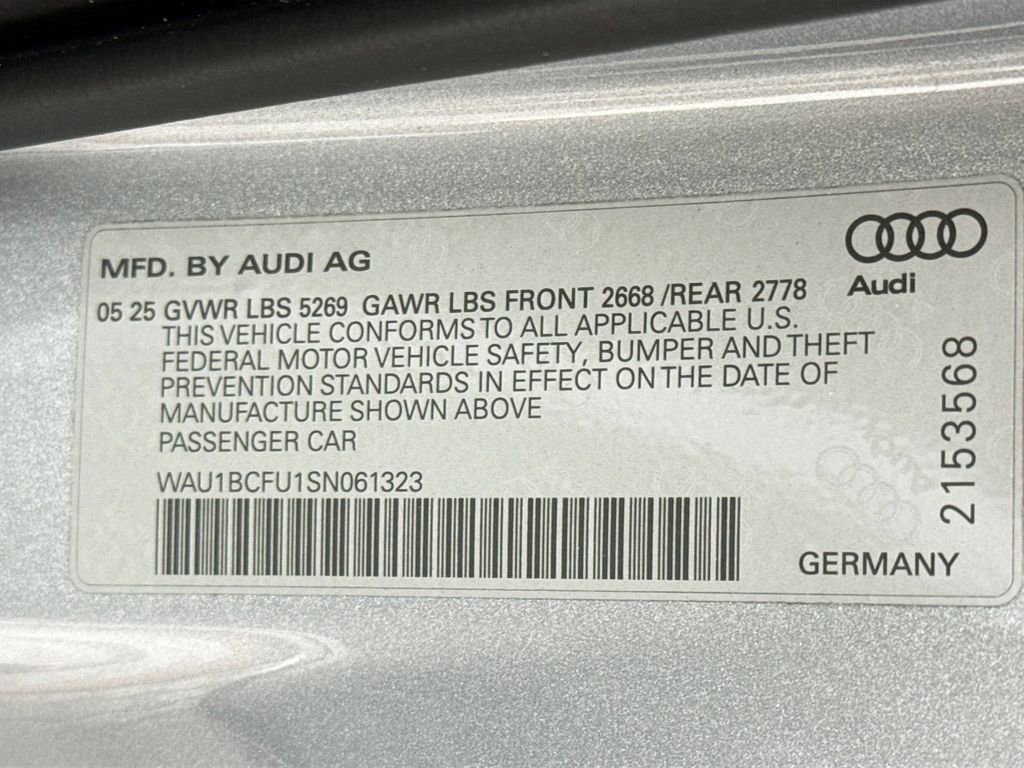 MFD. BY AUDI AG
Audi
05 25 GVWR LBS 5269 GAWR LBS FRONT 2668 /REAR 2778
THIS VEHICLE CONFORMS TO ALL APPLICABLE U.S.
FEDERAL MOTOR VEHICLE SAFETY, BUMPER AND THEFT
PREVENTION STANDARDS IN EFFECT ON THE DATE OF
MANUFACTURE SHOWN ABOVE
PASSENGER CAR
WAU1BCFU1SN061323
2153568
GERMANY